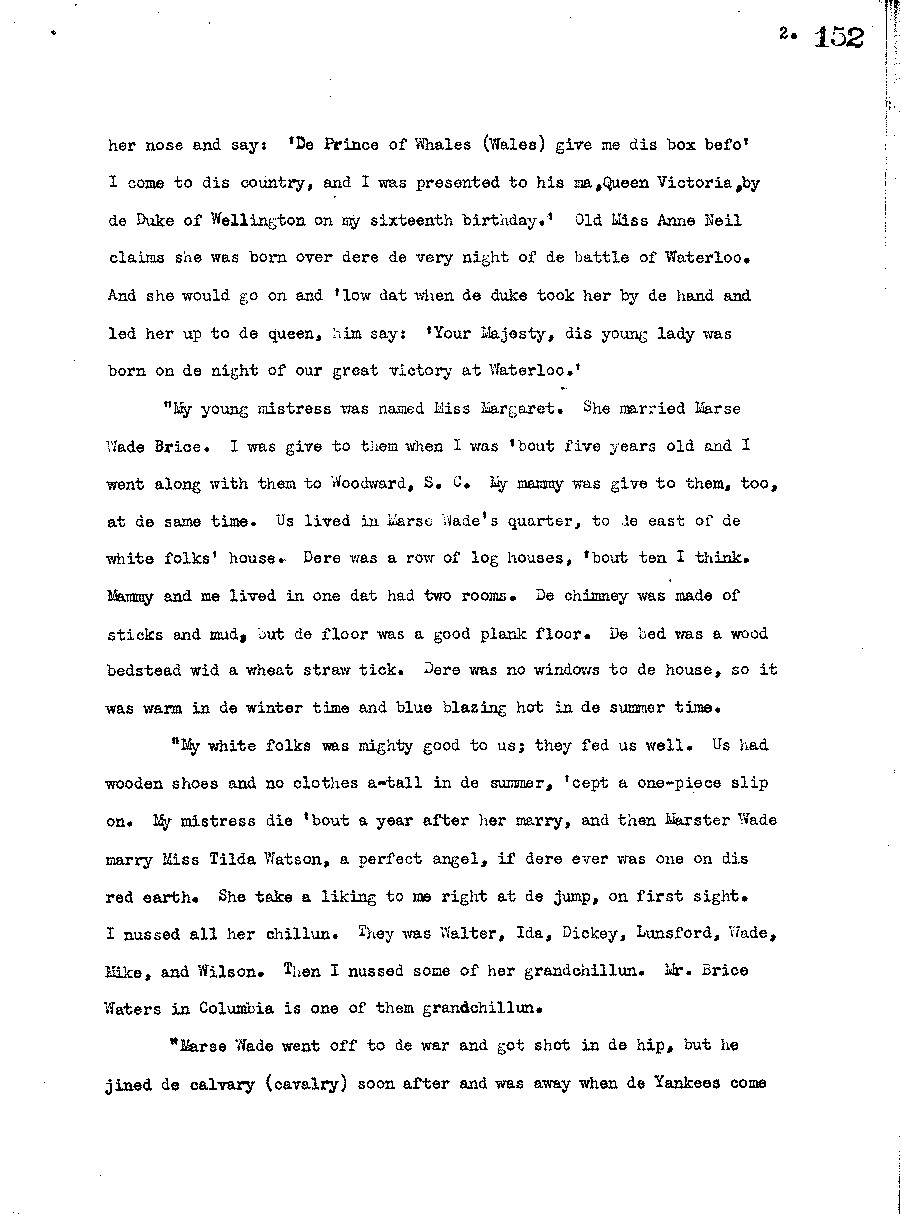 2. 152
her nose and say: 'De Prince of Whales (Wales) give me dis box befo'
I come to dis country, and I was presented to his ma,Queen Victoria,by
de Duke of Wellington on my sixteenth birthday.' Old Miss Anne Neil
claims she was born over dere de very night of de battle of Waterloo.
And she would go on and 'low dat when de duke took her by de hand and
led her up to de queen, him say: 'Your Majesty, dis young lady was
born on de night of our great victory at Waterloo.'
"My young mistress was named Miss Margaret. She married Marse
Wade Brice. I was give to them when I was 'bout five years old and I
went along with them to Woodward, S. C. My mammy was give to them, too,
at de same time. Us lived in Marse Wade's quarter, to de east of de
white folks' house. Dere was a row of log houses, 'bout ten I think.
Mammy and me lived in one dat had two rooms. De chimney was made of
sticks and mud, but de floor was a good plank floor. De bed was a wood
bedstead wid a wheat straw tick. Dere was no windows to de house, so it
was warm in de winter time and blue blazing hot in de summer time.
"My white folks was mighty good to us; they fed us well. Us had
wooden shoes and no clothes a-tall in de summer, 'cept a one-piece slip
on. My mistress die 'bout a year after her marry, and then Marster Wade
marry Miss Tilda Watson, a perfect angel, if dere ever was one on dis
red earth. She take a liking to me right at de jump, on first sight.
I nussed all her chillun. They was Walter, Ida, Dickey, Lunsford, Wade,
Mike, and Wilson. Then I nussed some of her grandchillun. Mr. Brice
Waters in Columbia is one of them grandchillun.
"Marse Wade went off to de war and got shot in de hip, but he
jined de calvary (cavalry) soon after and was away when de Yankees come